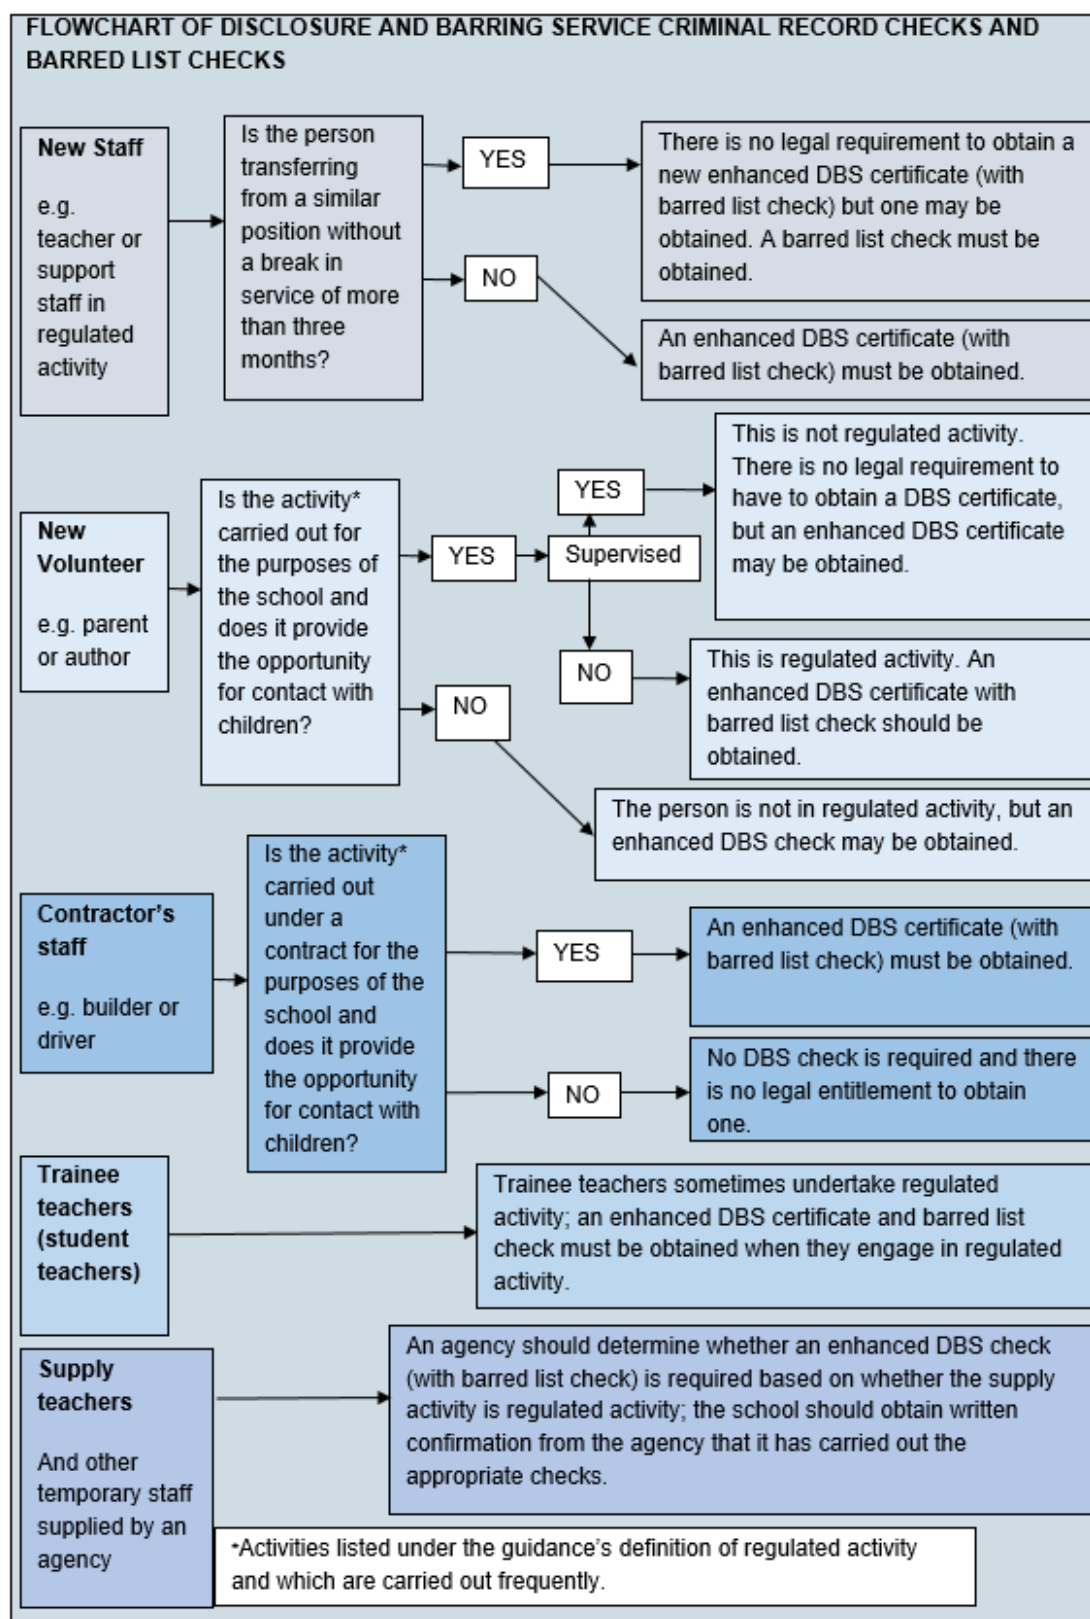 FLOWCHART OF DISCLOSURE AND BARRING SERVICE CRIMINAL RECORD CHECKS AND
BARRED LIST CHECKS
New Staff
e.g.
teacher or
support
staff in
regulated
activity
Is the person
transferring
from a similar
position without
a break in
service of more
than three
months?
YES
There is no legal requirement to obtain a
new enhanced DBS certificate (with
barred list check) but one may be
obtained. A barred list check must be
obtained.
NO
An enhanced DBS certificate (with
barred list check) must be obtained.
New
Volunteer
e.g. parent
or author
Is the activity*
carried out for
the purposes of
the school and
does it provide
the opportunity
for contact with
children?
YES
Supervised
YES
This is not regulated activity.
There is no legal requirement to
have to obtain a DBS certificate,
but an enhanced DBS certificate
may be obtained.
NO
This is regulated activity. An
enhanced DBS certificate with
barred list check should be
obtained.
NO
The person is not in regulated activity, but an
enhanced DBS check may be obtained.
Contractor's
staff
e.g. builder or
driver
Is the activity*
carried out
under a
contract for the
purposes of the
school and
does it provide
the opportunity
for contact with
children?
YES
An enhanced DBS certificate (with
barred list check) must be obtained.
NO
No DBS check is required and there
is no legal entitlement to obtain
one.
Trainee
teachers
(student
teachers)
Trainee teachers sometimes undertake regulated
activity; an enhanced DBS certificate and barred list
check must be obtained when they engage in regulated
activity.
Supply
teachers
And other
temporary staff
supplied by an
agency
An agency should determine whether an enhanced DBS check
(with barred list check) is required based on whether the supply
activity is regulated activity; the school should obtain written
confirmation from the agency that it has carried out the
appropriate checks.
*Activities listed under the guidance's definition of regulated activity
and which are carried out frequently.